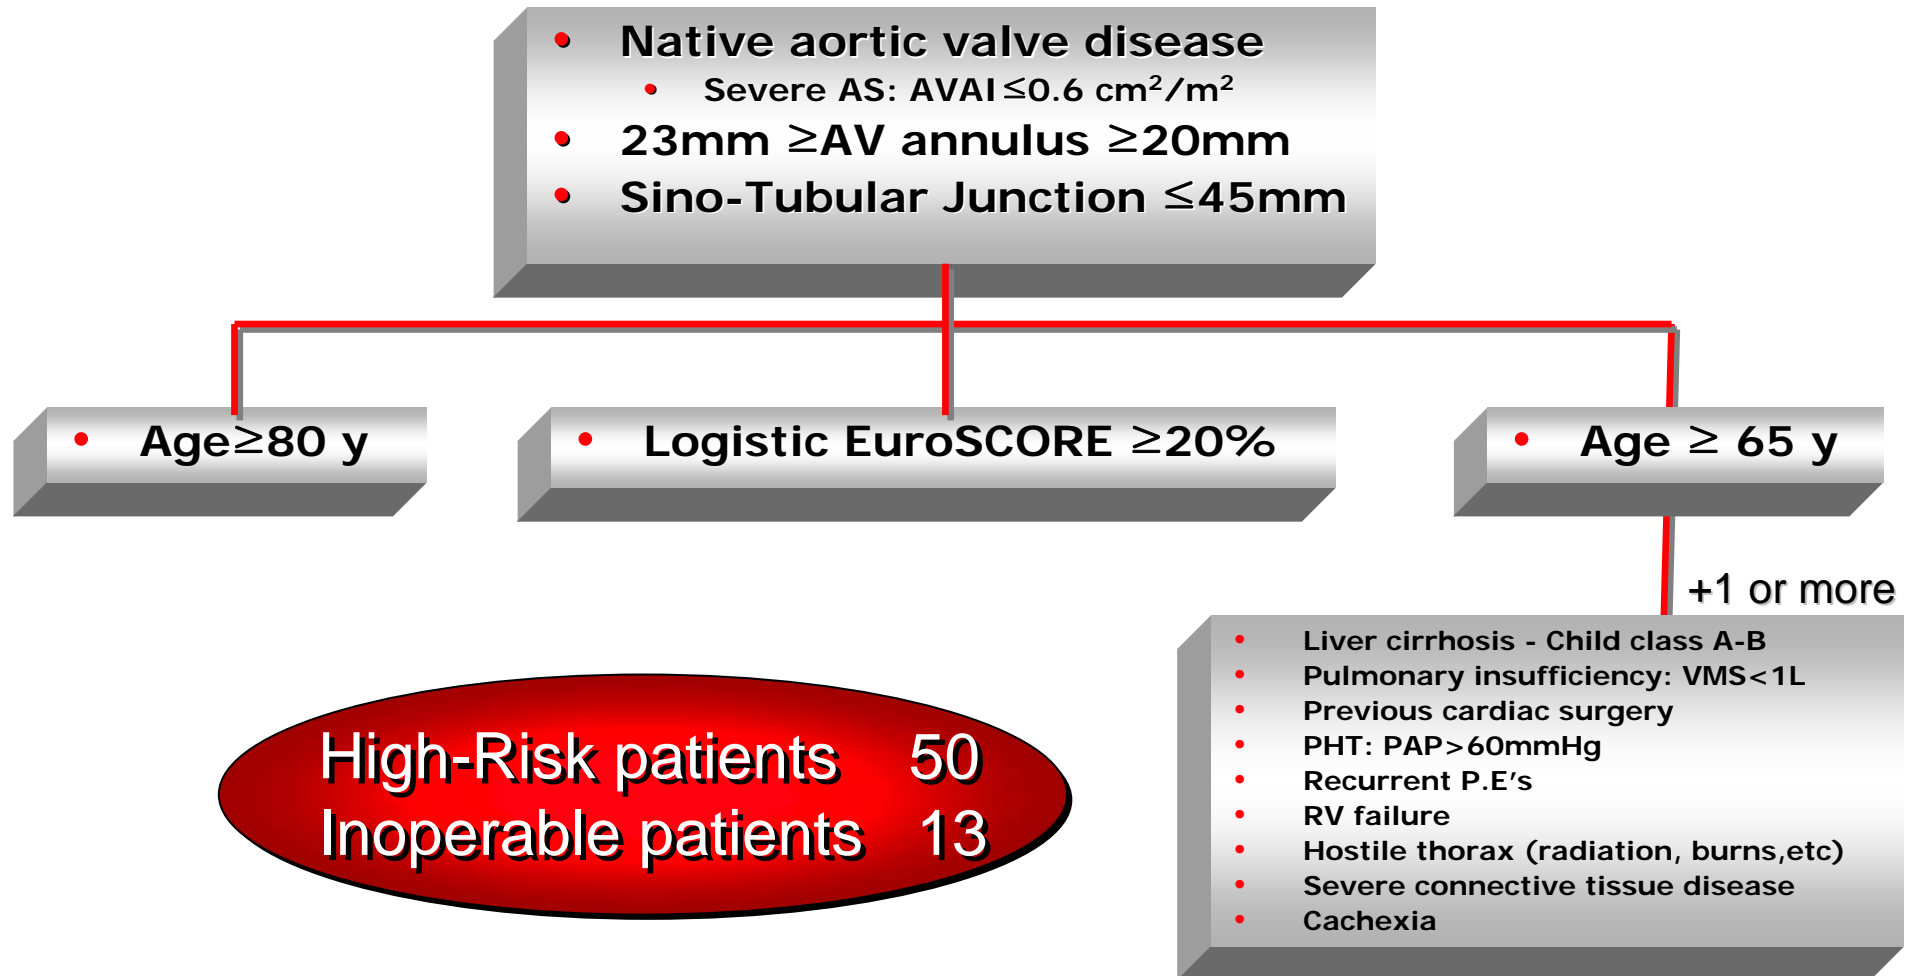 • Native aortic valve disease
• Severe AS: AVAI≤0.6 cm²/m²
• 23mm ≥AV annulus ≥20mm
• Sino-Tubular Junction ≤45mm
• Age≥80 y
• Logistic EuroSCORE ≥20%
• Age ≥ 65 y
+1 or more
• Liver cirrhosis - Child class A-B
• Pulmonary insufficiency: VMS<1L
• Previous cardiac surgery
• PHT: PAP>60mmHg
• Recurrent P.E's
• RV failure
• Hostile thorax (radiation, burns,etc)
• Severe connective tissue disease
• Cachexia
High-Risk patients 50
Inoperable patients 13